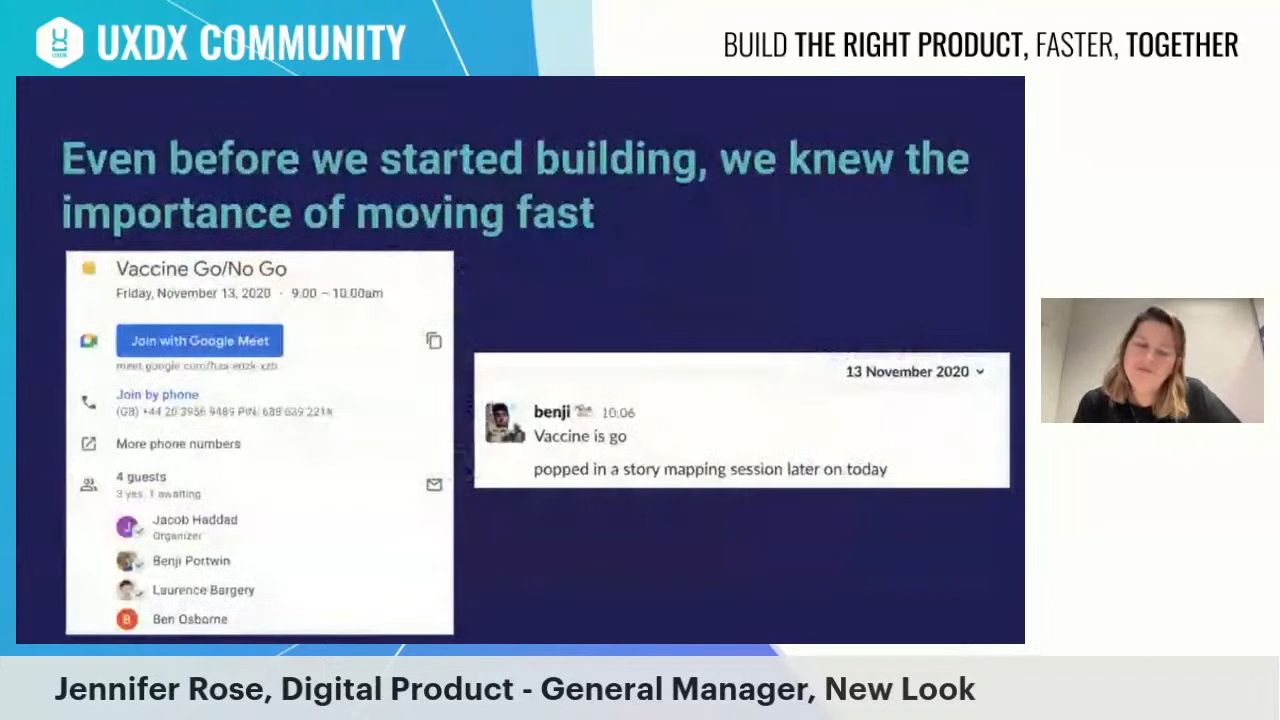 UXDX COMMUNITY
BUILD THE RIGHT PRODUCT, FASTER, TOGETHER
Even before we started building, we knew the
importance of moving fast
Vaccine Go/No Go
Friday, November 13, 2020 · 9:00 – 10:00am
Join with Google Meet
Join by phone
More phone numbers
4 guests
3 yes, 1 awaiting
J
Jacob Haddad
Organizer
Benji Portwin
Laurence Bargery
B
Ben Osborne
13 November 2020
benji 10:06
Vaccine is go
popped in a story mapping session later on today
Jennifer Rose, Digital Product - General Manager, New Look